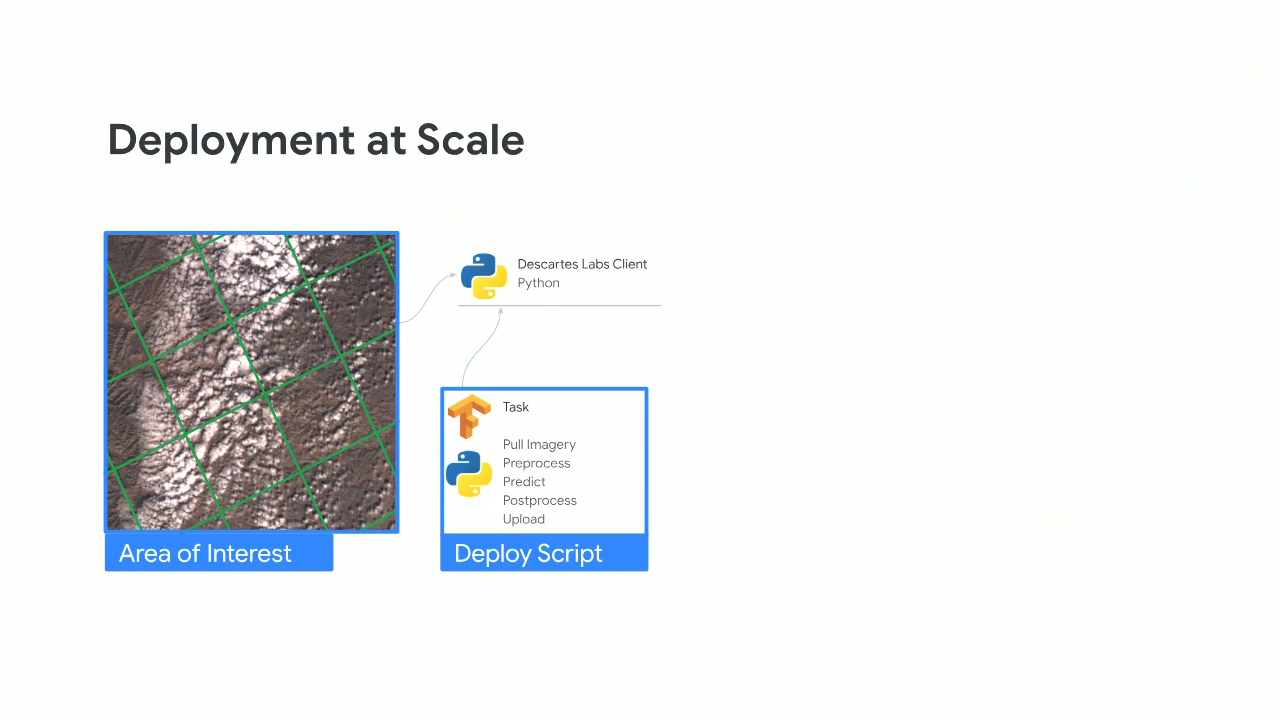 Deployment at Scale
Descartes Labs Client
Python
Task
Pull Imagery
Preprocess
Predict
Postprocess
Upload
Area of Interest
Deploy Script